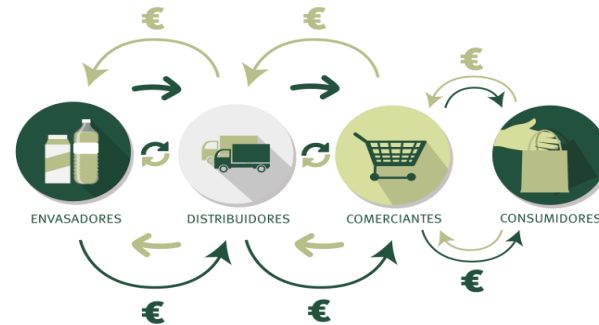 € € €
ENVASADORES DISTRIBUIDORES COMERCIANTES CONSUMIDORES
€ € €